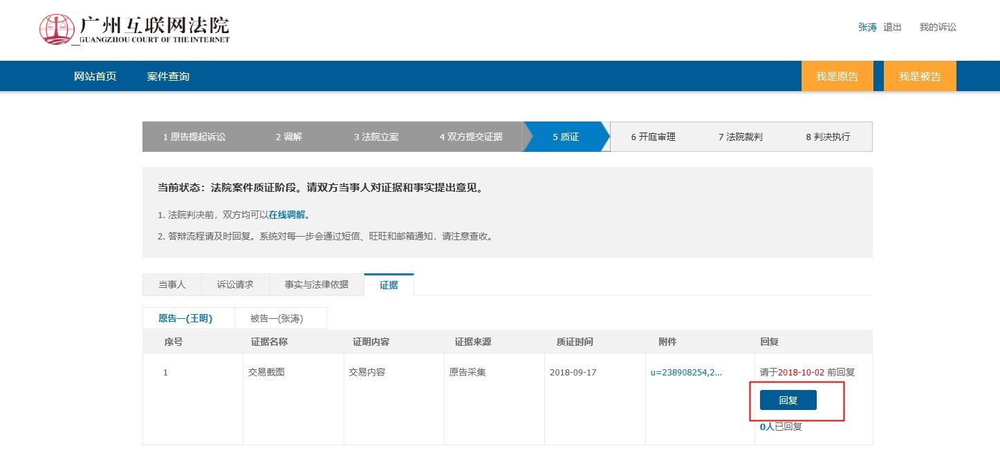 广州互联网法院
GUANGZHOU COURT OF THE INTERNET
张涛 退出 我的诉讼
网站首页 案件查询 我是原告 我是被告
1 原告提起诉讼 2 调解 3 法院立案 4 双方提交证据 5 质证 6 开庭审理 7 法院裁判 8 判决执行
当前状态：法院案件质证阶段。请双方当事人对证据和事实提出意见。
1. 法院判决前，双方均可以在线调解。
2. 答辩流程请及时回复。系统对每一步会通过短信、旺旺和邮箱通知，请注意查收。
当事人 诉讼请求 事实与法律依据 证据
原告一(王明) 被告一(张涛)
序号 证据名称 证明内容 证据来源 质证时间 附件 回复
1 交易截图 交易内容 原告采集 2018-09-17 u=238908254,2... 请于2018-10-02 前回复
回复
0人已回复